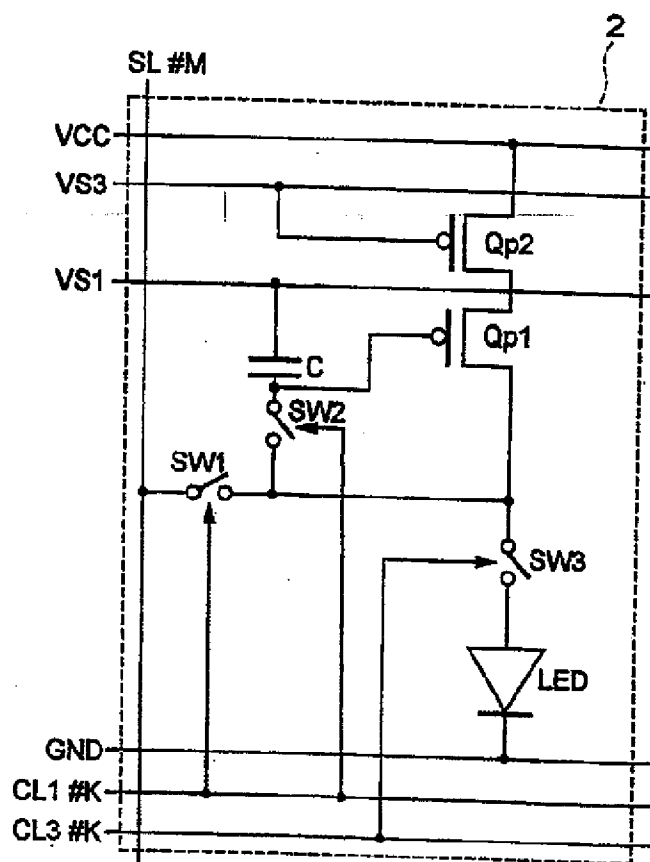 2
SL #M
VCC
VS3
Qp2
VS1
Qp1
C
SW2
SW1
SW3
LED
GND
CL1 #K
CL3 #K